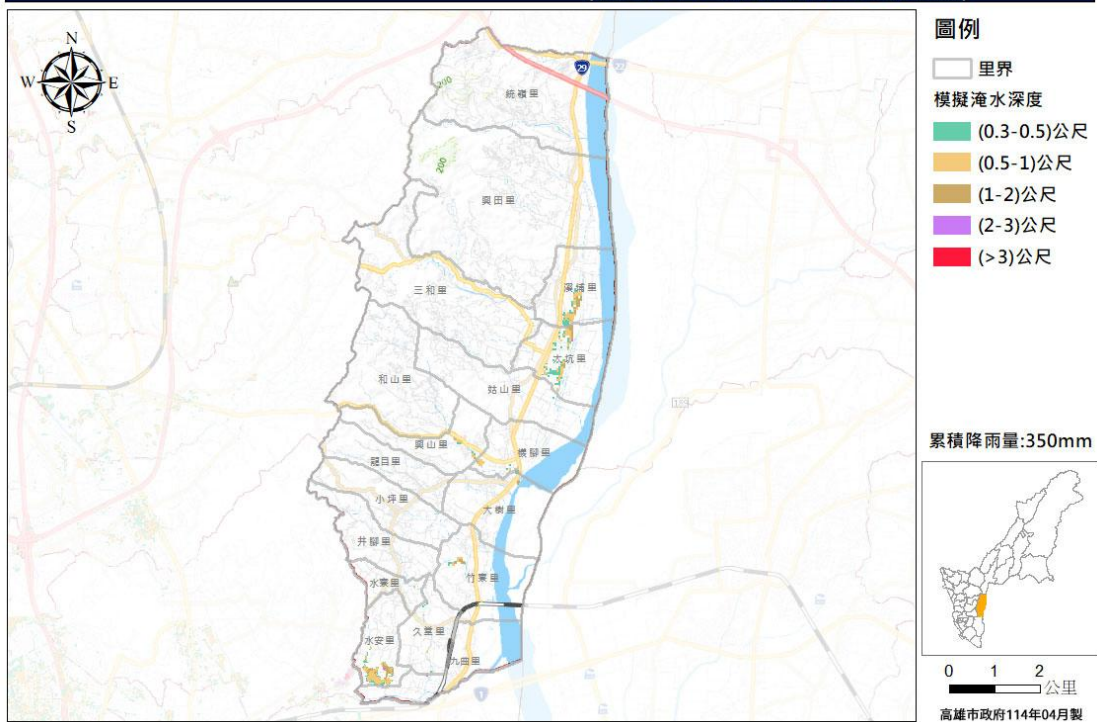 N
W
E
S
200
29
22
統嶺里
200
興田里
溪埔里
三和里
大坑里
和山里
姑山里
興山里
樣腳里
龍目里
小坪里
大樹里
井腳里
竹寮里
水寮里
久堂里
水安里
九曲里
1
圖例
里界
模擬淹水深度
(0.3-0.5)公尺
(0.5-1)公尺
(1-2)公尺
(2-3)公尺
(>3)公尺
累積降雨量:350mm
0 1 2
公里
高雄市政府114年04月製